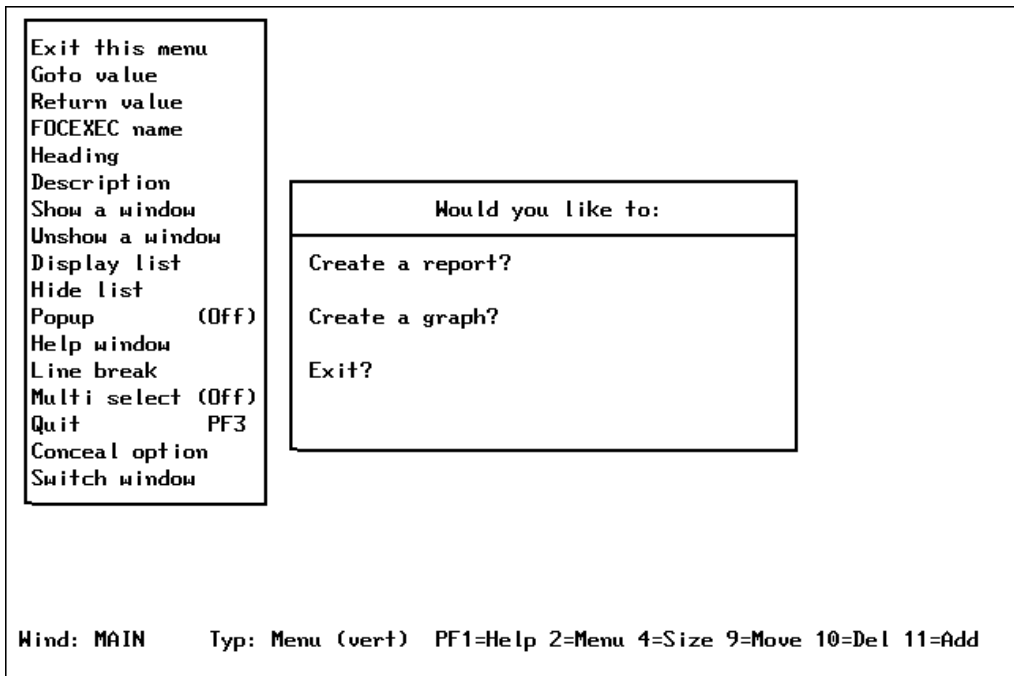 Exit this menu
Goto value
Return value
FOCEXEC name
Heading
Description
Show a window
Unshow a window
Display list
Hide list
Popup (Off)
Help window
Line break
Multi select (Off)
Quit PF3
Conceal option
Switch window
Would you like to:
Create a report?
Create a graph?
Exit?
Wind: MAIN Typ: Menu (vert) PF1=Help 2=Menu 4=Size 9=Move 10=Del 11=Add